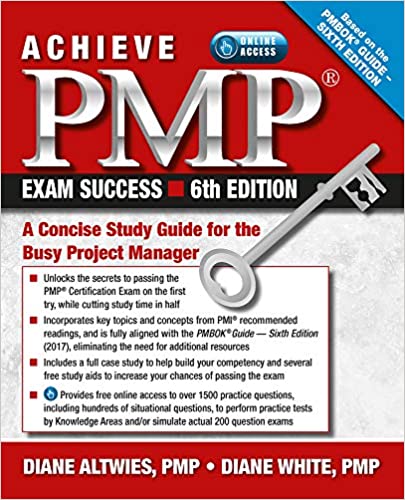 ACHIEVE
ONLINE
ACCESS
Based on the
PMBOK® GUIDE –
SIXTH EDITION
PMP®
EXAM SUCCESS ■ 6th EDITION
A Concise Study Guide for the
Busy Project Manager
■ Unlocks the secrets to passing the
PMP® Certification Exam on the first
try, while cutting study time in half
■ Incorporates key topics and concepts from PMI® recommended
readings, and is fully aligned with the PMBOK® Guide — Sixth Edition
(2017), eliminating the need for additional resources
■ Includes a full case study to help build your competency and several
free study aids to increase your chances of passing the exam
■ Provides free online access to over 1500 practice questions,
including hundreds of situational questions, to perform practice tests
by Knowledge Areas and/or simulate actual 200 question exams
DIANE ALTWIES, PMP • DIANE WHITE, PMP